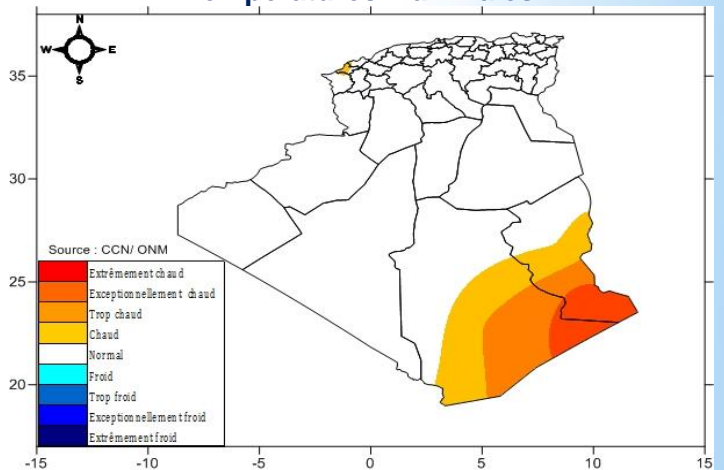 N
W E
S
35
30
25
20
Source : CCN/ ONM
Extrêmement chaud
Exceptionnellement chaud
Trop chaud
Chaud
Normal
Froid
Trop froid
Exceptionnellement froid
Extrêmement froid
-15 -10 -5 0 5 10 15